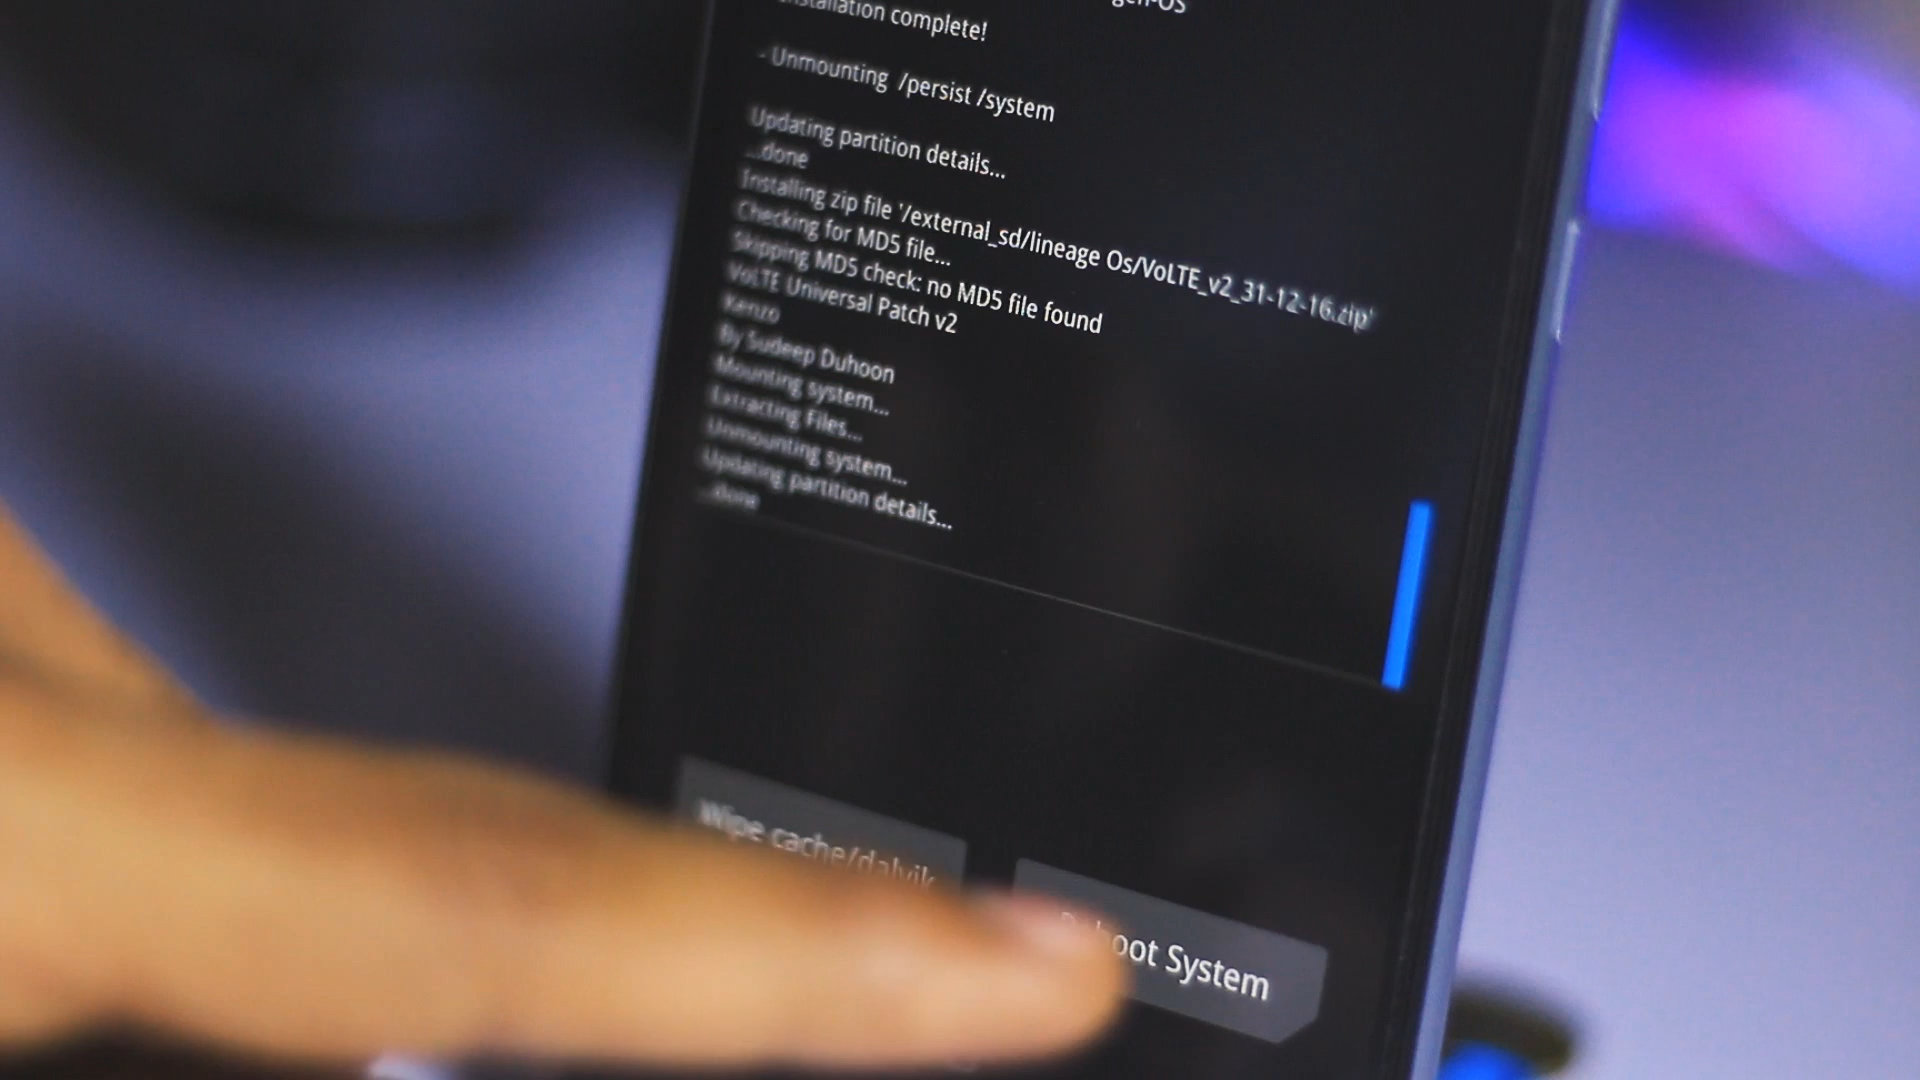 complete!
- Unmounting /persist /system
Updating partition details...
...done
Installing zip file '/external_sd/lineage Os/VoLTE_v2_31-12-16.zip'
Checking for MD5 file...
Skipping MD5 check: no MD5 file found
VoLTE Universal Patch v2
Kenzo
By Sudeep Duhoon
Mounting system...
Extracting Files...
Unmounting system...
Updating partition details...
...done
Wipe cache/dalvik
System